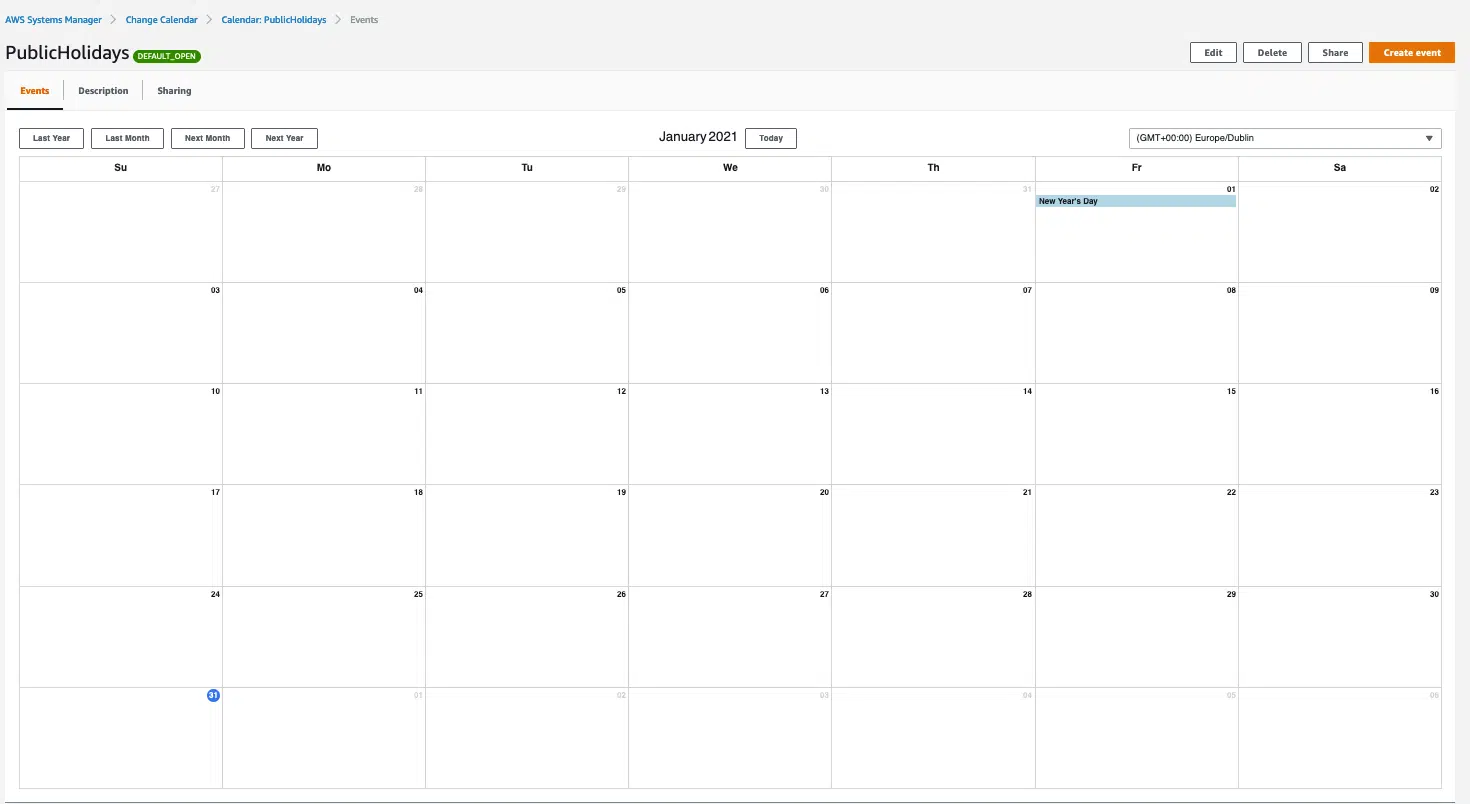 AWS Systems Manager > Change Calendar > Calendar: PublicHolidays > Events
PublicHolidays DEFAULT_OPEN
Edit Delete Share Create event
Events Description Sharing
Last Year Last Month Next Month Next Year January 2021 Today (GMT+00:00) Europe/Dublin
Su Mo Tu We Th Fr Sa
27 28 29 30 31 01 02
New Year's Day
03 04 05 06 07 08 09
10 11 12 13 14 15 16
17 18 19 20 21 22 23
24 25 26 27 28 29 30
31 01 02 03 04 05 06